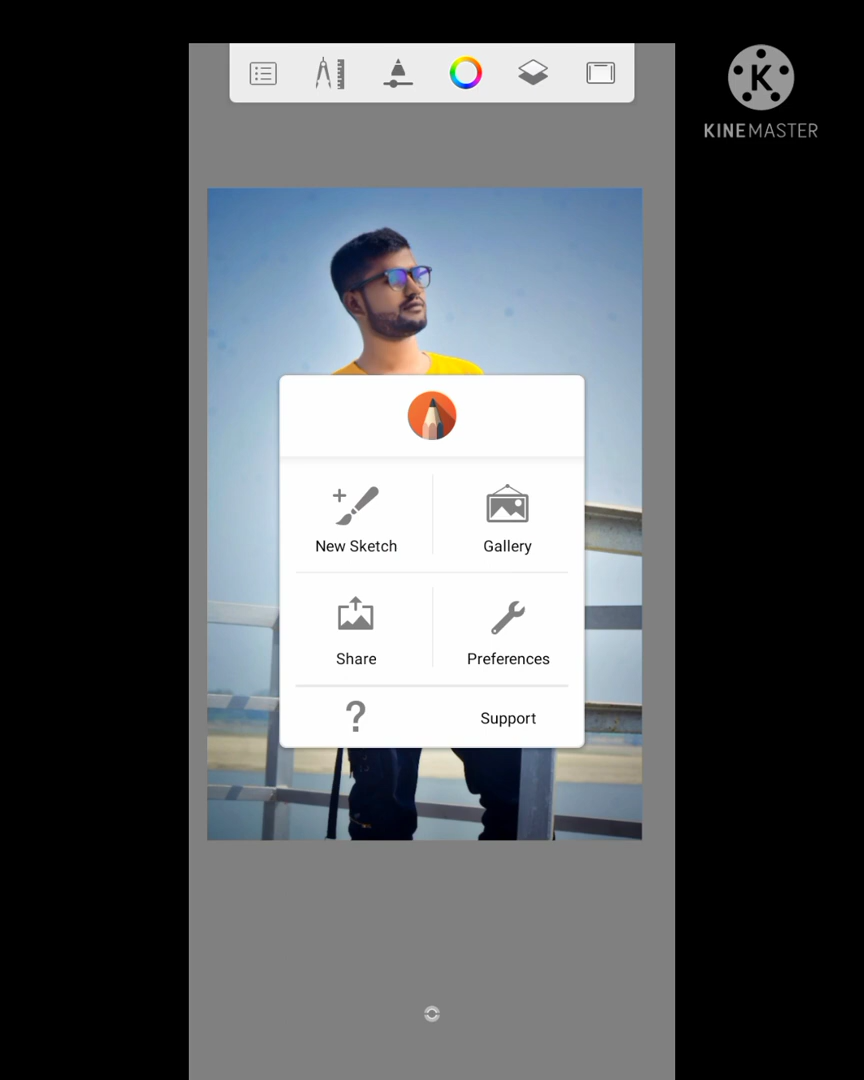 K
KINEMASTER
New Sketch
Gallery
Share
Preferences
?
Support